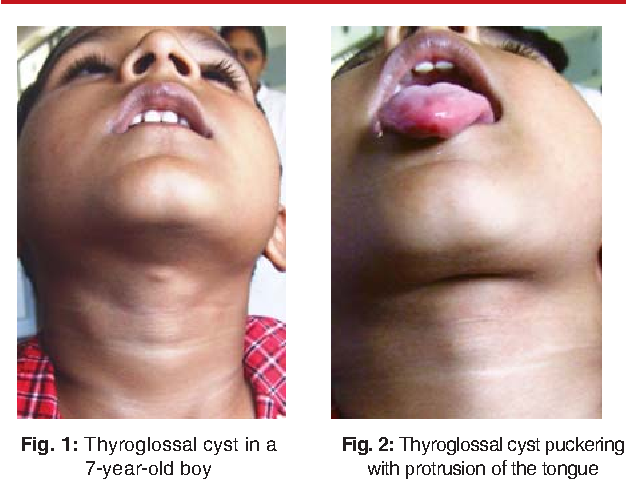 Fig. 1: Thyroglossal cyst in a
7-year-old boy
Fig. 2: Thyroglossal cyst puckering
with protrusion of the tongue